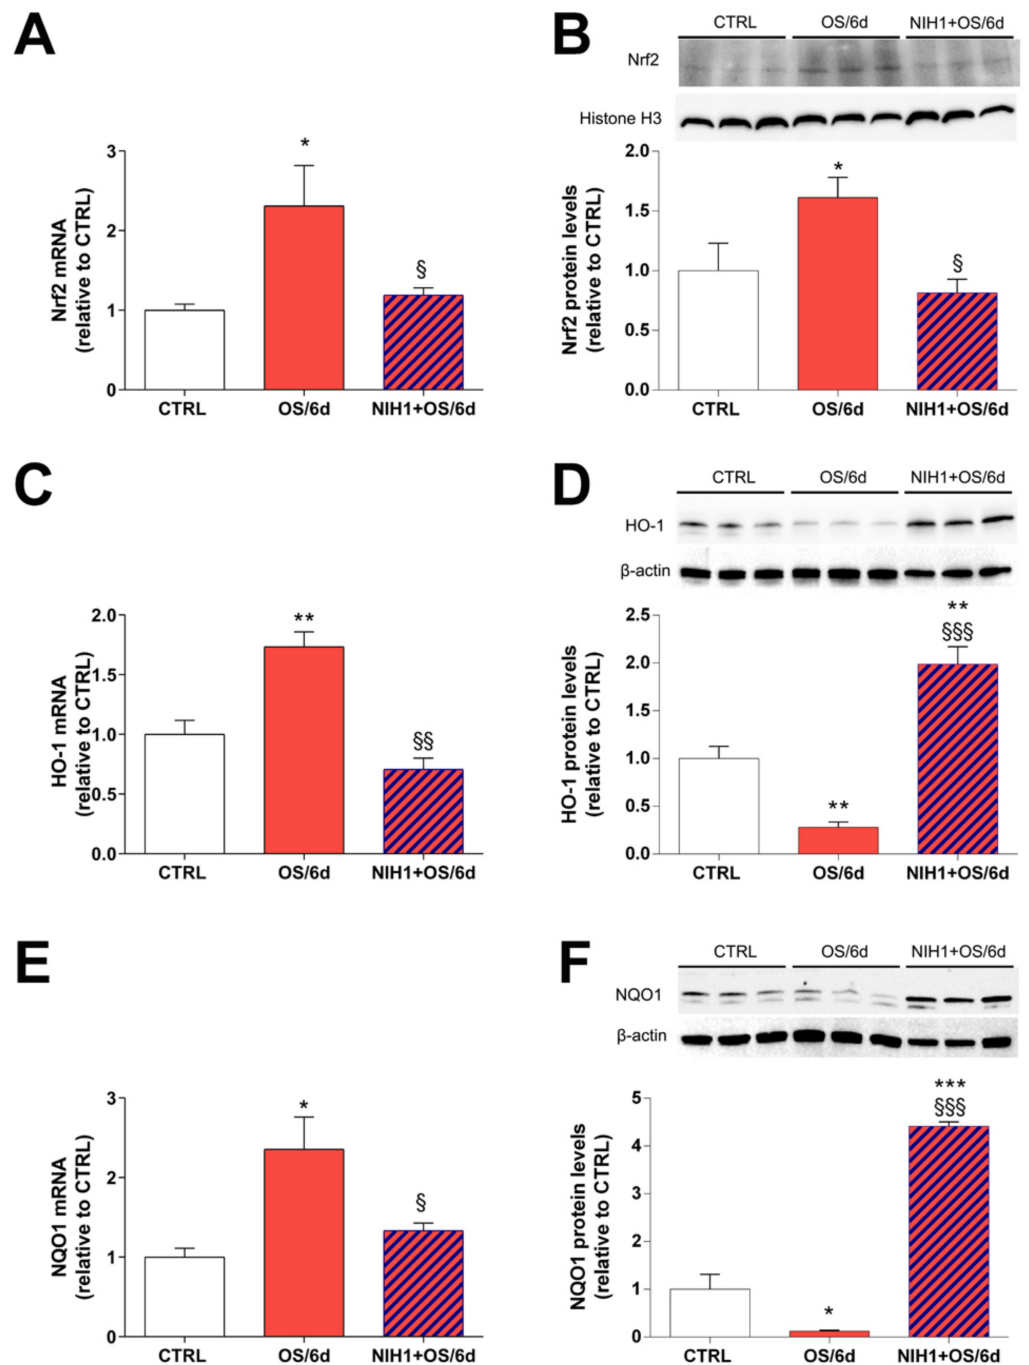 A
Nrf2 mRNA
(relative to CTRL)
3
2
1
0
*
§
CTRL OS/6d NIH1+OS/6d
B
CTRL OS/6d NIH1+OS/6d
Nrf2
Histone H3
Nrf2 protein levels
(relative to CTRL)
2.0
1.5
1.0
0.5
0.0
*
§
CTRL OS/6d NIH1+OS/6d
C
HO-1 mRNA
(relative to CTRL)
2.0
1.5
1.0
0.5
0.0
**
§§
CTRL OS/6d NIH1+OS/6d
D
CTRL OS/6d NIH1+OS/6d
HO-1
β-actin
HO-1 protein levels
(relative to CTRL)
2.5
2.0
1.5
1.0
0.5
0.0
**
**
§§§
CTRL OS/6d NIH1+OS/6d
E
NQO1 mRNA
(relative to CTRL)
3
2
1
0
*
§
CTRL OS/6d NIH1+OS/6d
F
CTRL OS/6d NIH1+OS/6d
NQO1
β-actin
NQO1 protein levels
(relative to CTRL)
5
4
3
2
1
0
*
***
§§§
CTRL OS/6d NIH1+OS/6d